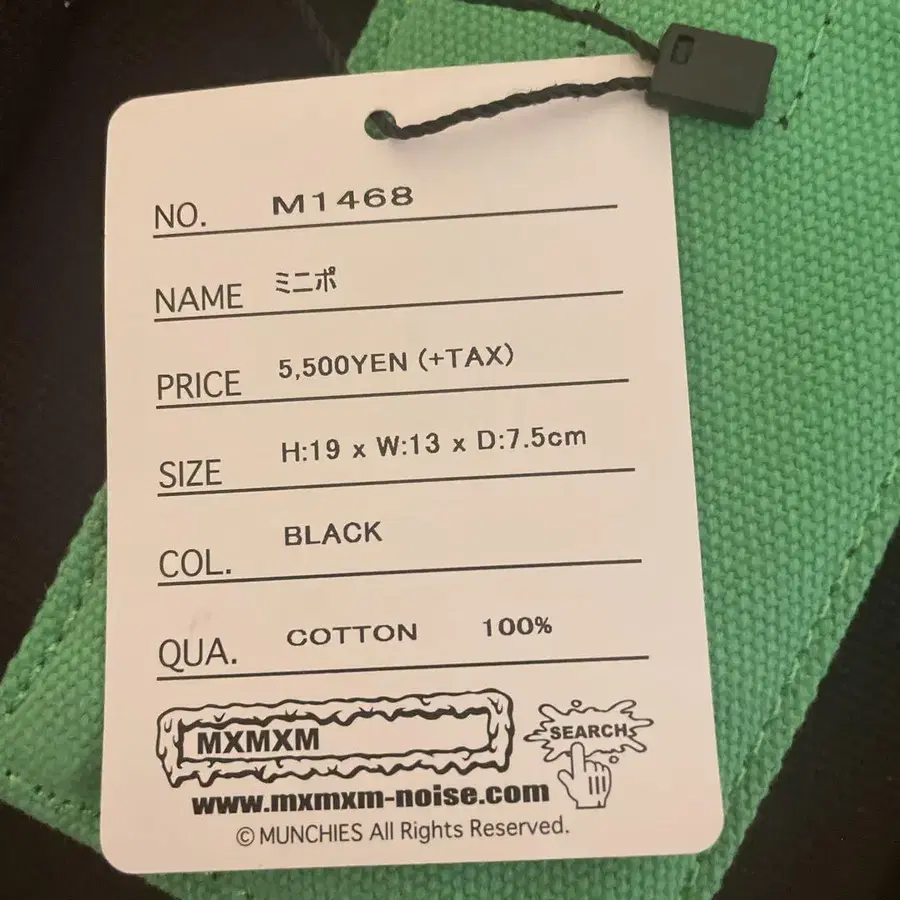 NO. M1468
NAME ミニポ
PRICE 5,500YEN (+TAX)
SIZE H:19 x W:13 x D:7.5cm
COL. BLACK
QUA. COTTON 100%
MXMXM SEARCH
www.mxmxm-noise.com
© MUNCHIES All Rights Reserved.